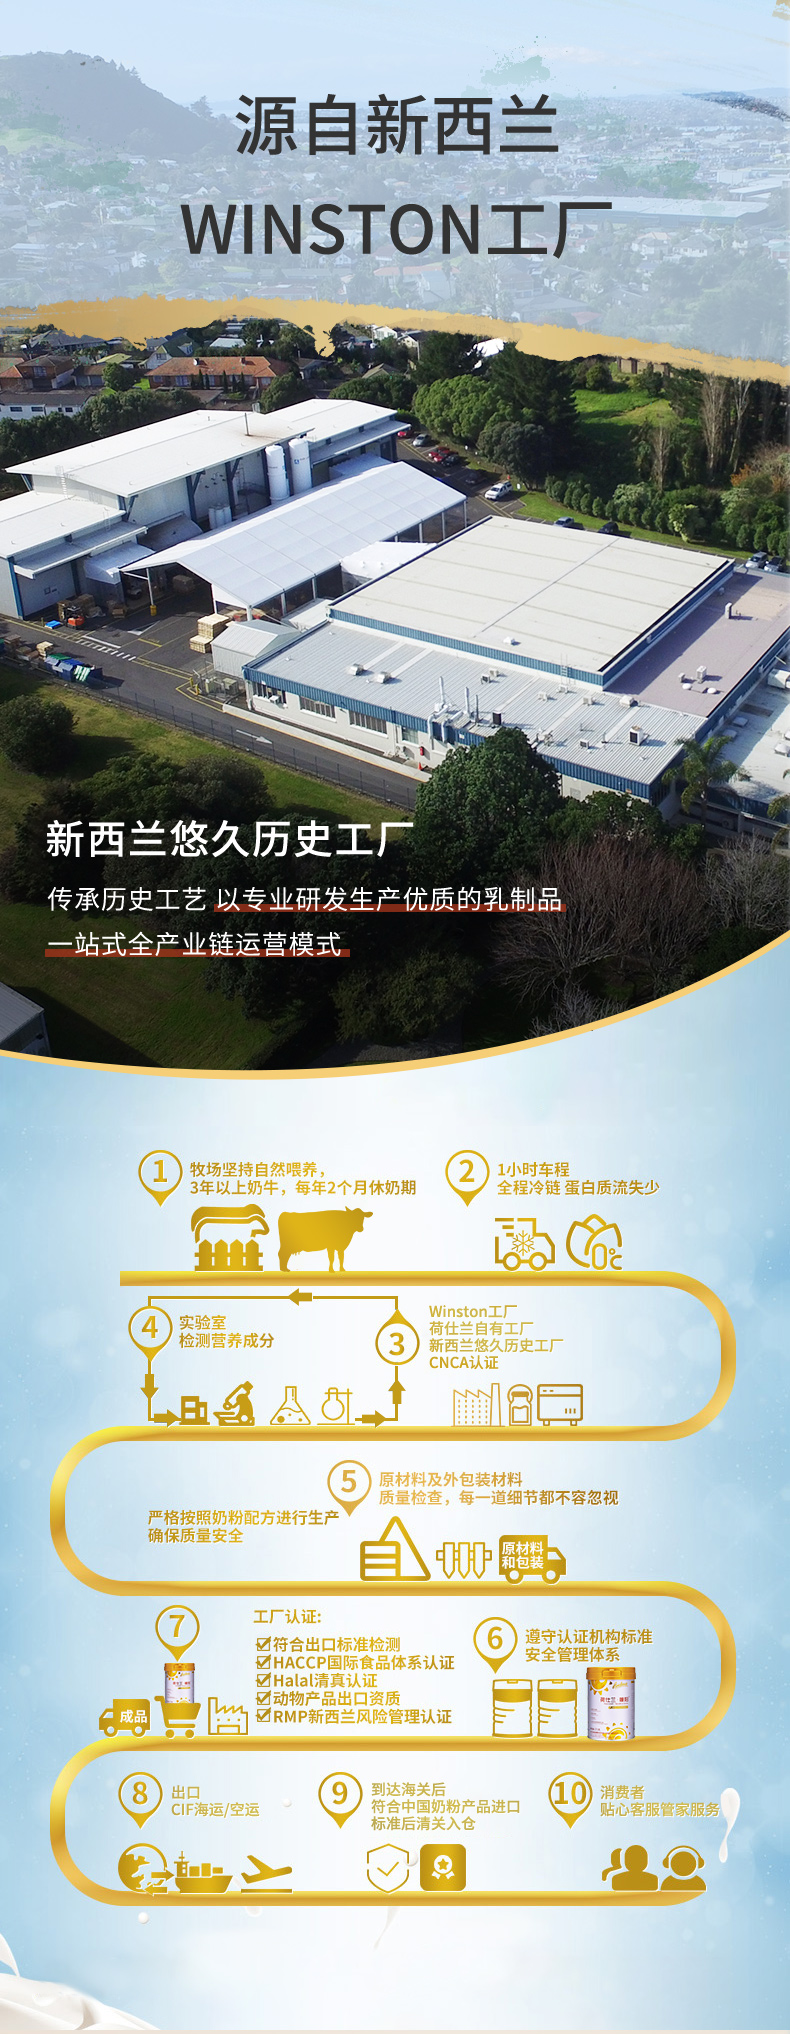 源自新西兰
WINSTON工厂
新西兰悠久历史工厂
传承历史工艺 以专业研发生产优质的乳制品
一站式全产业链运营模式
1
牧场坚持自然喂养，
3年以上奶牛，每年2个月休奶期
2
1小时车程
全程冷链 蛋白质流失少
3
Winston工厂
荷仕兰自有工厂
新西兰悠久历史工厂
CNCA认证
4
实验室
检测营养成分
5
原材料及外包装材料
质量检查，每一道细节都不容忽视
严格按照奶粉配方进行生产
确保质量安全
原材料
和包装
6
遵守认证机构标准
安全管理体系
7
成品
工厂认证:
符合出口标准检测
HACCP国际食品体系认证
Halal清真认证
动物产品出口资质
RMP新西兰风险管理认证
8
出口
CIF海运/空运
9
到达海关后
符合中国奶粉产品进口
标准后清关入仓
10
消费者
贴心客服管家服务